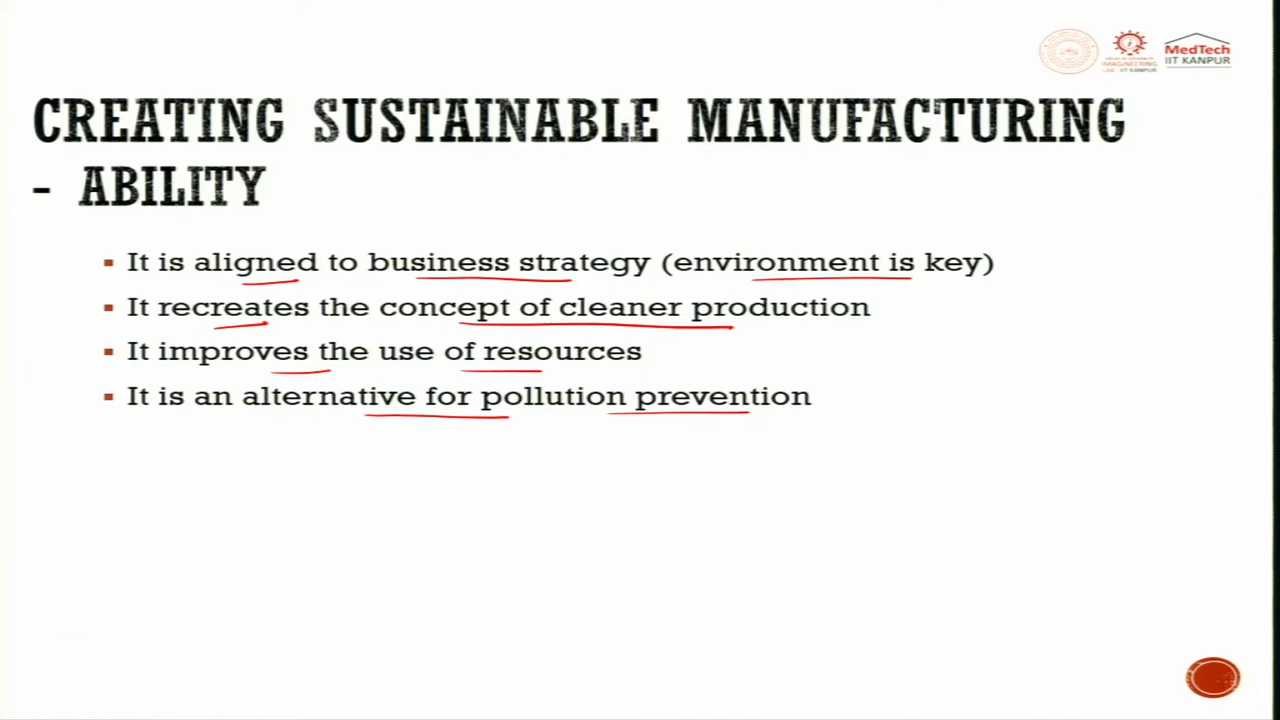 MedTech
IIT KANPUR
CREATING SUSTAINABLE MANUFACTURING
- ABILITY
▪ It is aligned to business strategy (environment is key)
▪ It recreates the concept of cleaner production
▪ It improves the use of resources
▪ It is an alternative for pollution prevention